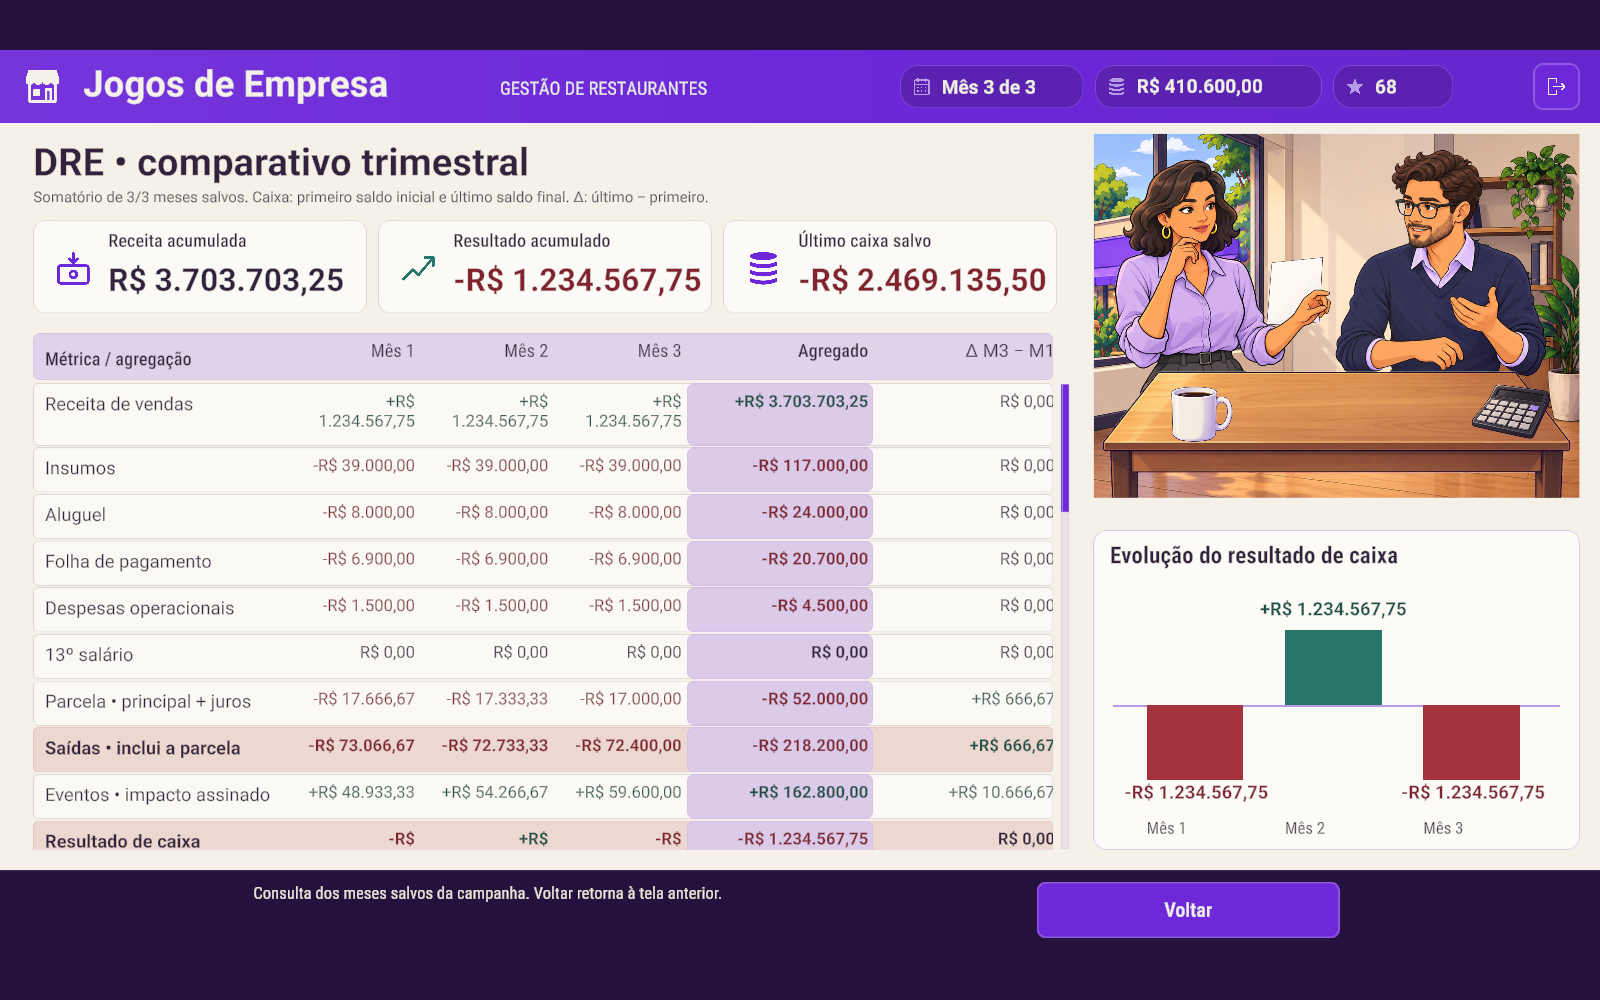 Jogos de Empresa
GESTÃO DE RESTAURANTES
Mês 3 de 3
R$ 410.600,00
68
DRE • comparativo trimestral
Somatório de 3/3 meses salvos. Caixa: primeiro saldo inicial e último saldo final. Δ: último − primeiro.
Receita acumulada
R$ 3.703.703,25
Resultado acumulado
-R$ 1.234.567,75
Último caixa salvo
-R$ 2.469.135,50
Métrica / agregação Mês 1 Mês 2 Mês 3 Agregado Δ M3 − M1
Receita de vendas +R$ 1.234.567,75 +R$ 1.234.567,75 +R$ 1.234.567,75 +R$ 3.703.703,25 R$ 0,00
Insumos -R$ 39.000,00 -R$ 39.000,00 -R$ 39.000,00 -R$ 117.000,00 R$ 0,00
Aluguel -R$ 8.000,00 -R$ 8.000,00 -R$ 8.000,00 -R$ 24.000,00 R$ 0,00
Folha de pagamento -R$ 6.900,00 -R$ 6.900,00 -R$ 6.900,00 -R$ 20.700,00 R$ 0,00
Despesas operacionais -R$ 1.500,00 -R$ 1.500,00 -R$ 1.500,00 -R$ 4.500,00 R$ 0,00
13º salário R$ 0,00 R$ 0,00 R$ 0,00 R$ 0,00 R$ 0,00
Parcela • principal + juros -R$ 17.666,67 -R$ 17.333,33 -R$ 17.000,00 -R$ 52.000,00 +R$ 666,67
Saídas • inclui a parcela -R$ 73.066,67 -R$ 72.733,33 -R$ 72.400,00 -R$ 218.200,00 +R$ 666,67
Eventos • impacto assinado +R$ 48.933,33 +R$ 54.266,67 +R$ 59.600,00 +R$ 162.800,00 +R$ 10.666,67
Resultado de caixa -R$ +R$ -R$ -R$ 1.234.567,75 R$ 0,00
Evolução do resultado de caixa
+R$ 1.234.567,75
-R$ 1.234.567,75
-R$ 1.234.567,75
Mês 1 Mês 2 Mês 3
Consulta dos meses salvos da campanha. Voltar retorna à tela anterior.
Voltar